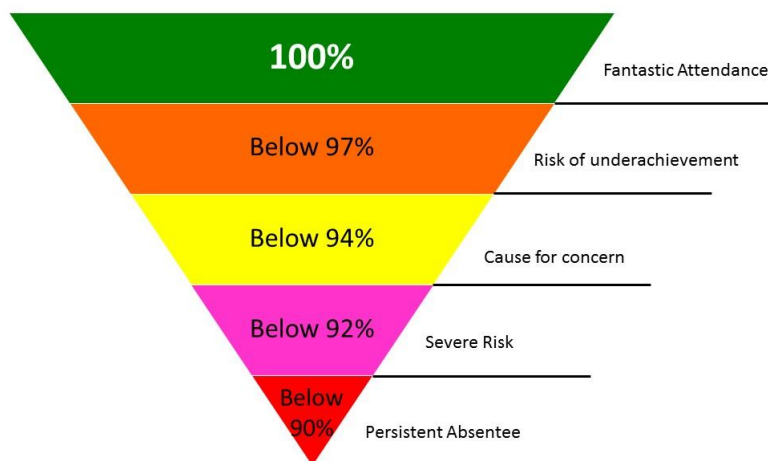 100%
Fantastic Attendance
Below 97%
Risk of underachievement
Below 94%
Cause for concern
Below 92%
Severe Risk
Below
90%
Persistent Absentee